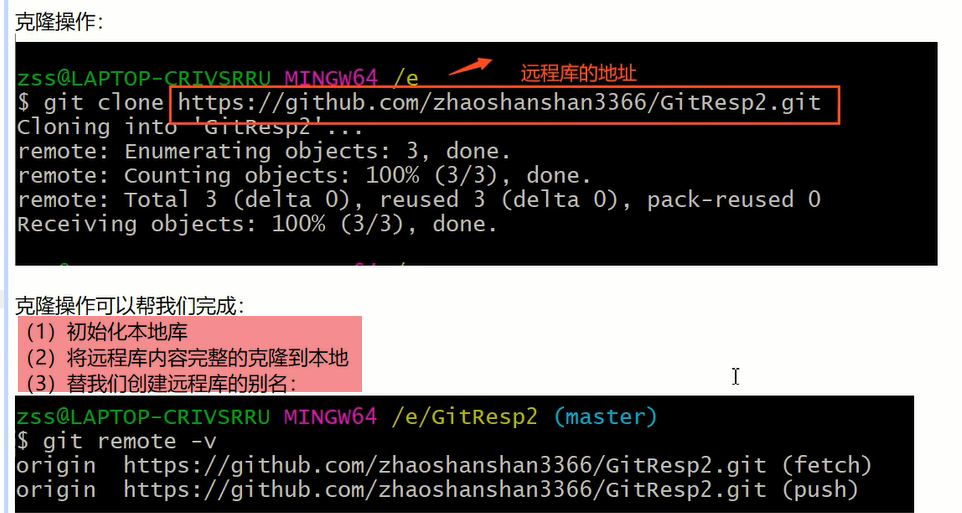 克隆操作：
zss@LAPTOP-CRIVSRRU MINGW64 /e
远程库的地址
$ git clone https://github.com/zhaoshanshan3366/GitResp2.git
Cloning into 'GitResp2'...
remote: Enumerating objects: 3, done.
remote: Counting objects: 100% (3/3), done.
remote: Total 3 (delta 0), reused 3 (delta 0), pack-reused 0
Receiving objects: 100% (3/3), done.
克隆操作可以帮我们完成：
（1）初始化本地库
（2）将远程库内容完整的克隆到本地
（3）替我们创建远程库的别名：
zss@LAPTOP-CRIVSRRU MINGW64 /e/GitResp2 (master)
$ git remote -v
origin  https://github.com/zhaoshanshan3366/GitResp2.git (fetch)
origin  https://github.com/zhaoshanshan3366/GitResp2.git (push)